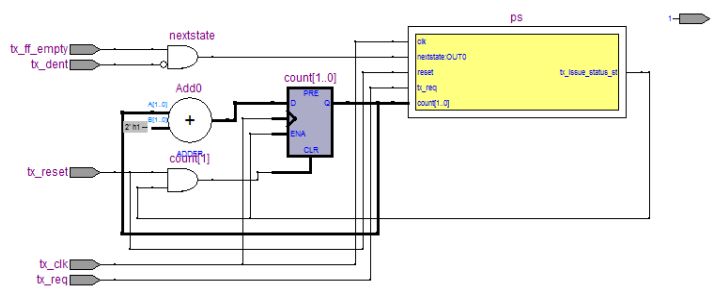 nextstate
tx_ff_empty
tx_dent
Add0
A[1..0]
B[1..0]
2' h1
+
ADDER
count[1..0]
PRE
D
Q
ENA
CLR
count[1]
tx_reset
tx_clk
tx_req
ps
clk
nextstate:OUT0
reset
tx_issue_status_st
tx_req
count[1..0]
1